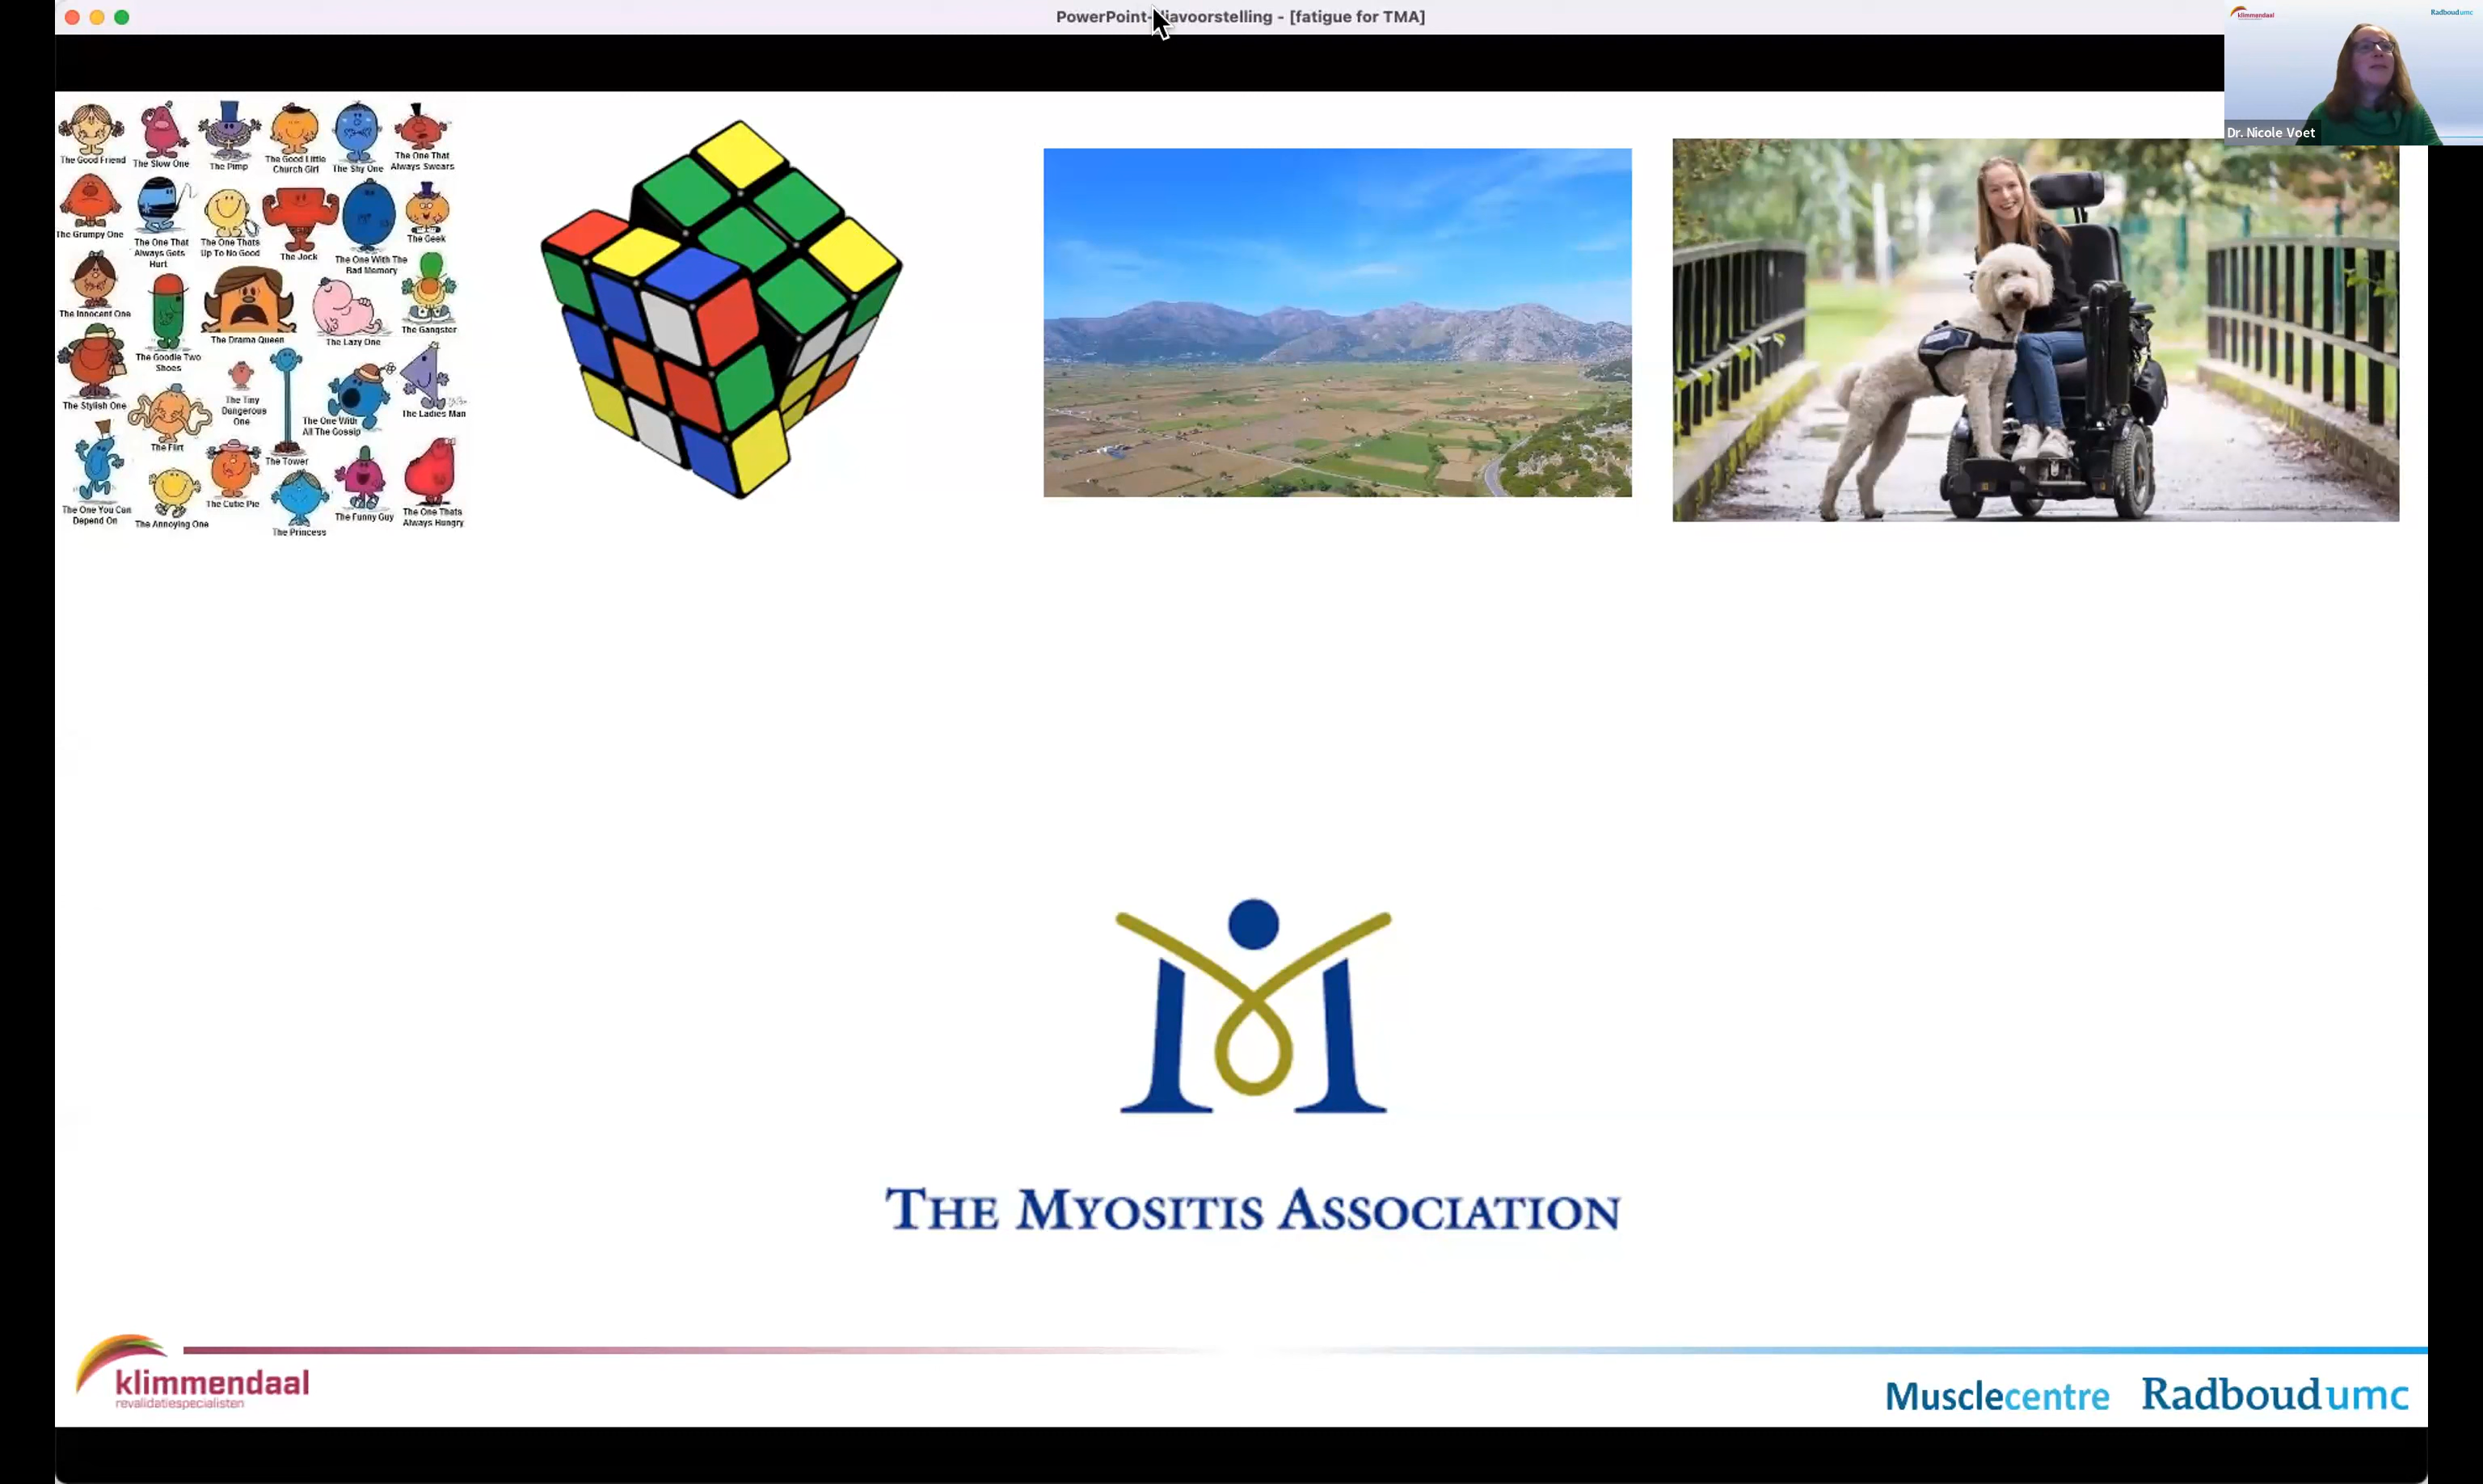 PowerPoint-diavoorstelling - [fatigue for TMA]
klimmendaal
Radboudumc
Dr. Nicole Voet
The Good Friend
The Slow One
The Pimp
The Good Little
Church Girl
The Shy One
The One That
Always Swears
The Grumpy One
The One That
Always Gets
Hurt
The One Thats
Up To No Good
The Jock
The One With The
Bad Memory
The Geek
The Innocent One
The Goodie Two
Shoes
The Drama Queen
The Lazy One
The Gangster
The Stylish One
The Flirt
The Tiny
Dangerous
One
The Tower
The One With
All The Gossip
The Ladies Man
The One You Can
Depend On
The Annoying One
The Cutie Pie
The Princess
The Funny Guy
The One Thats
Always Hungry
THE MYOSITIS ASSOCIATION
klimmendaal
revalidatiespecialisten
Musclecentre
Radboudumc